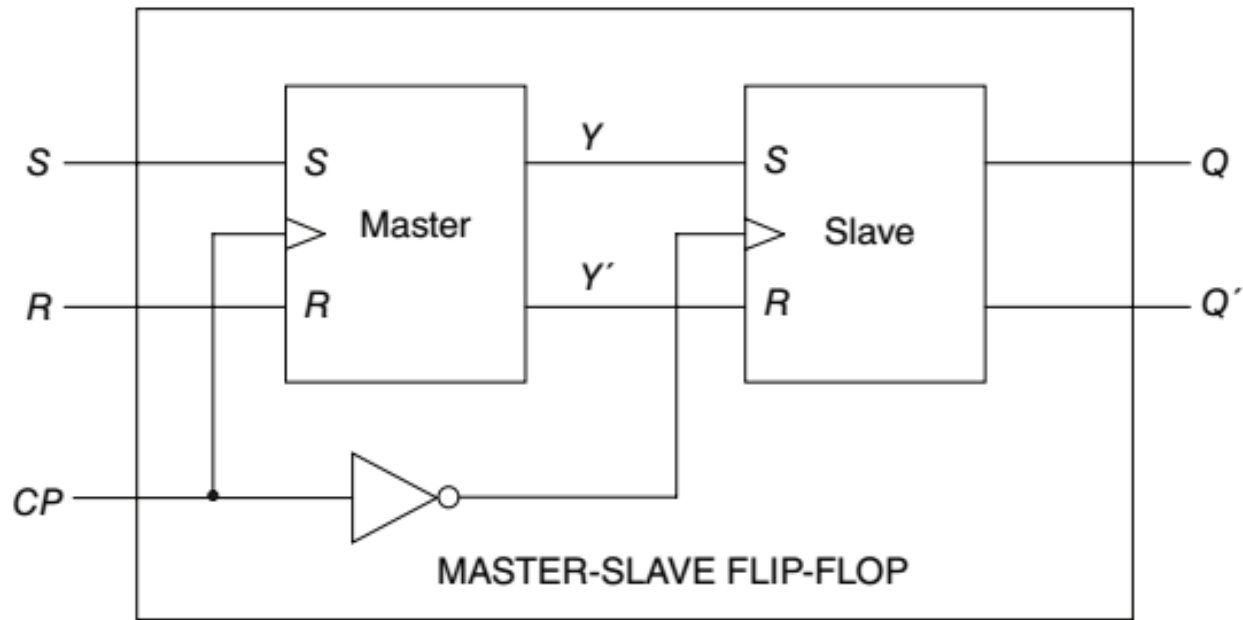 Y
S S S Q
Master Slave
Y´
R R R Q´
CP
MASTER-SLAVE FLIP-FLOP